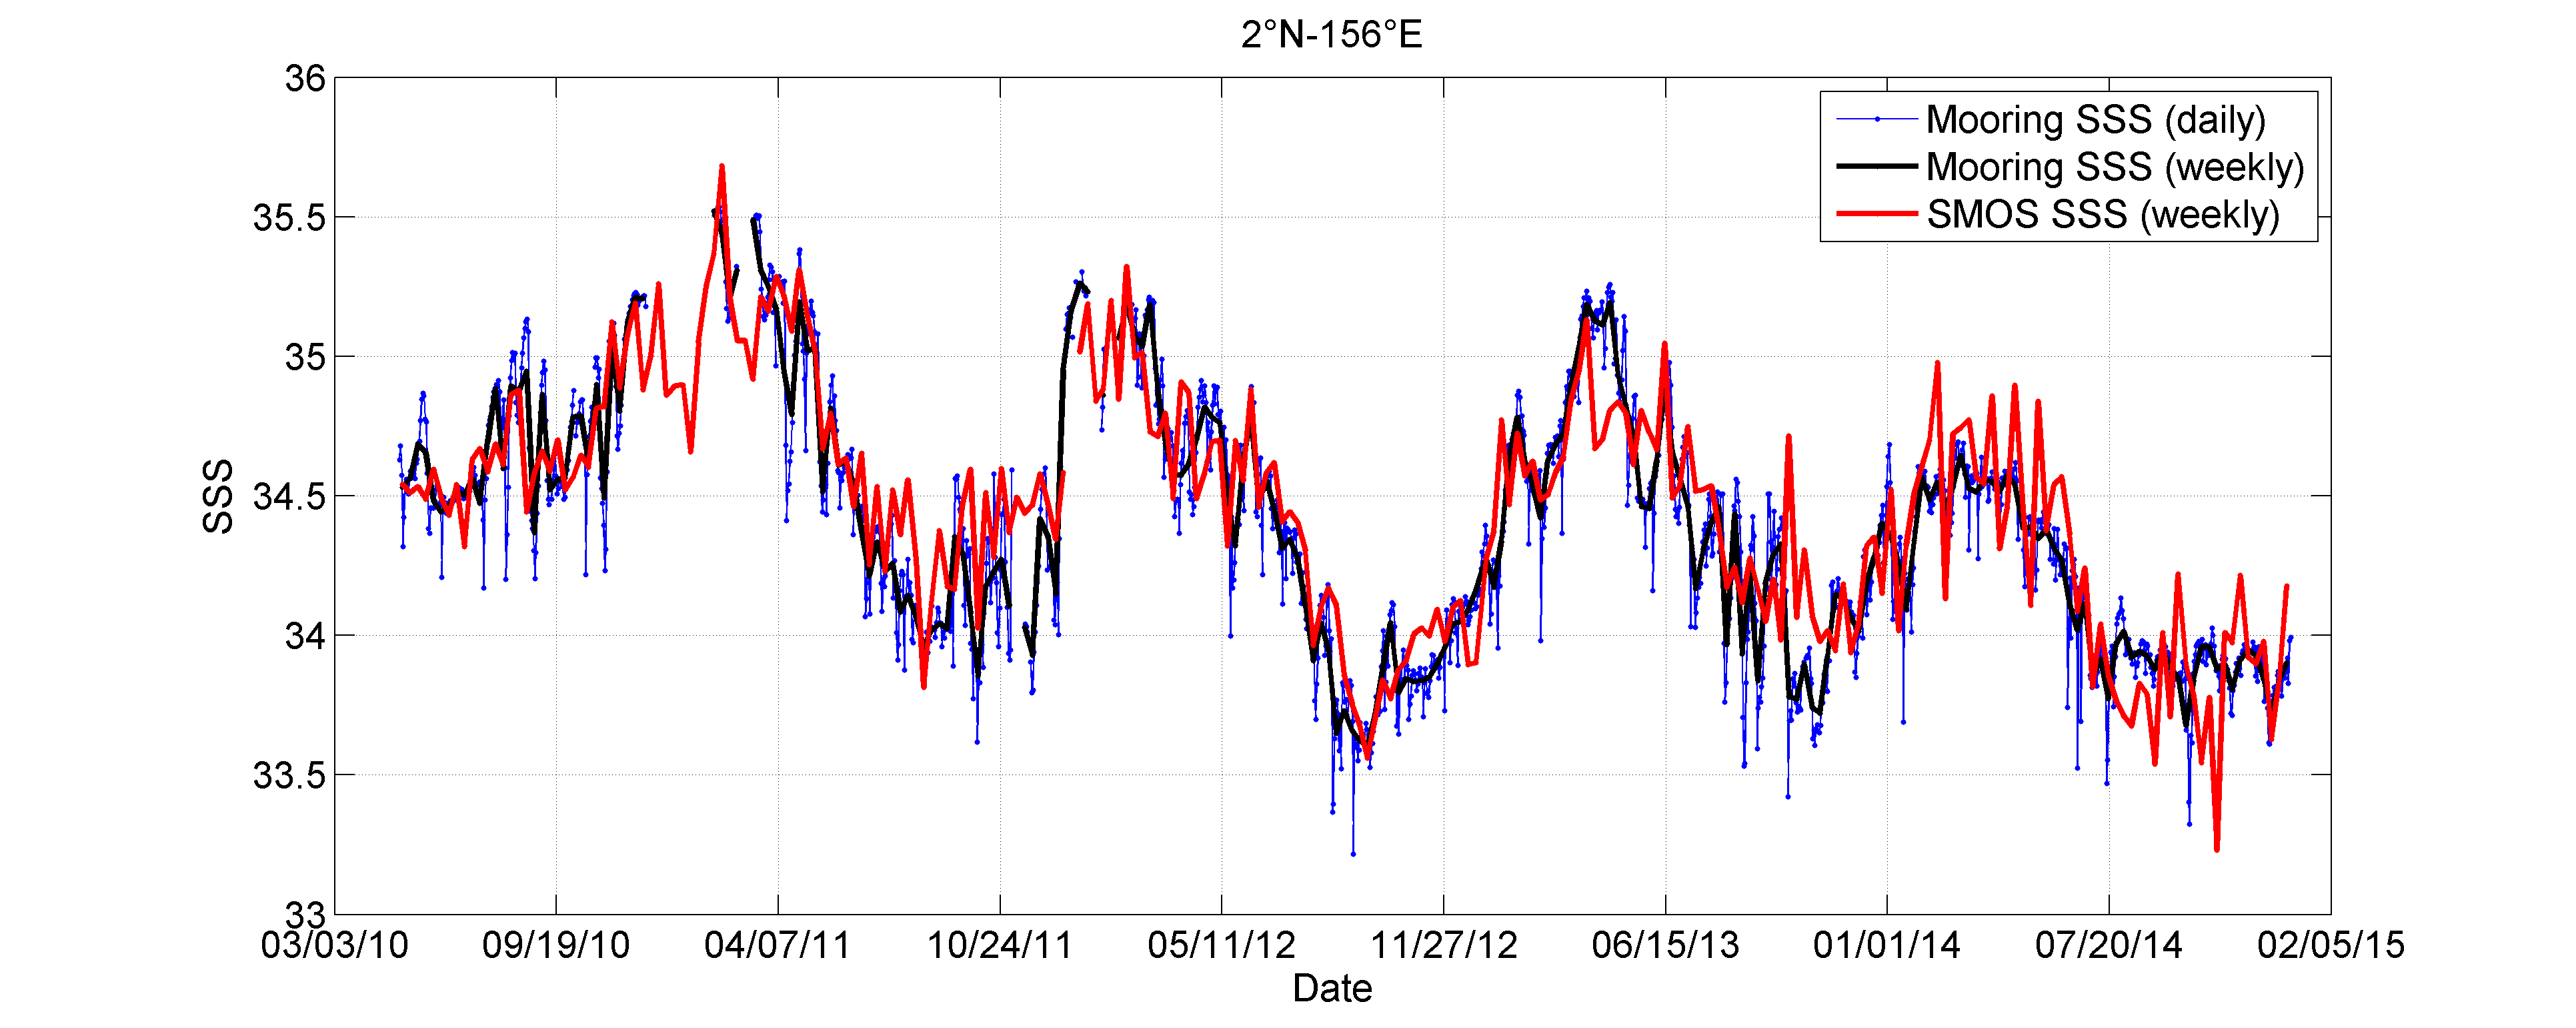 2°N-156°E
36
35.5
35
34.5
34
33.5
33
SSS
Mooring SSS (daily)
Mooring SSS (weekly)
SMOS SSS (weekly)
03/03/10 09/19/10 04/07/11 10/24/11 05/11/12 11/27/12 06/15/13 01/01/14 07/20/14 02/05/15
Date